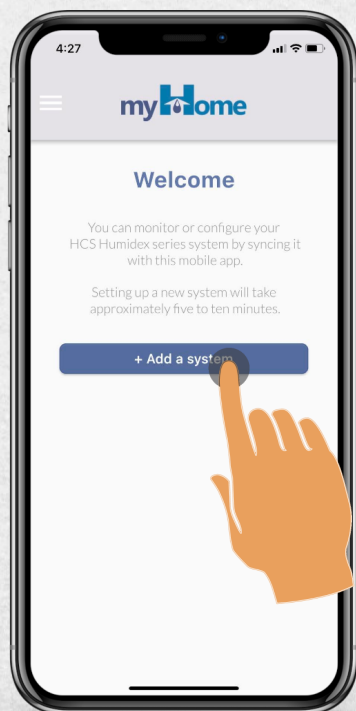 4:27
myHome
Welcome
You can monitor or configure your
HCS Humidex series system by syncing it
with this mobile app.
Setting up a new system will take
approximately five to ten minutes.
+ Add a system